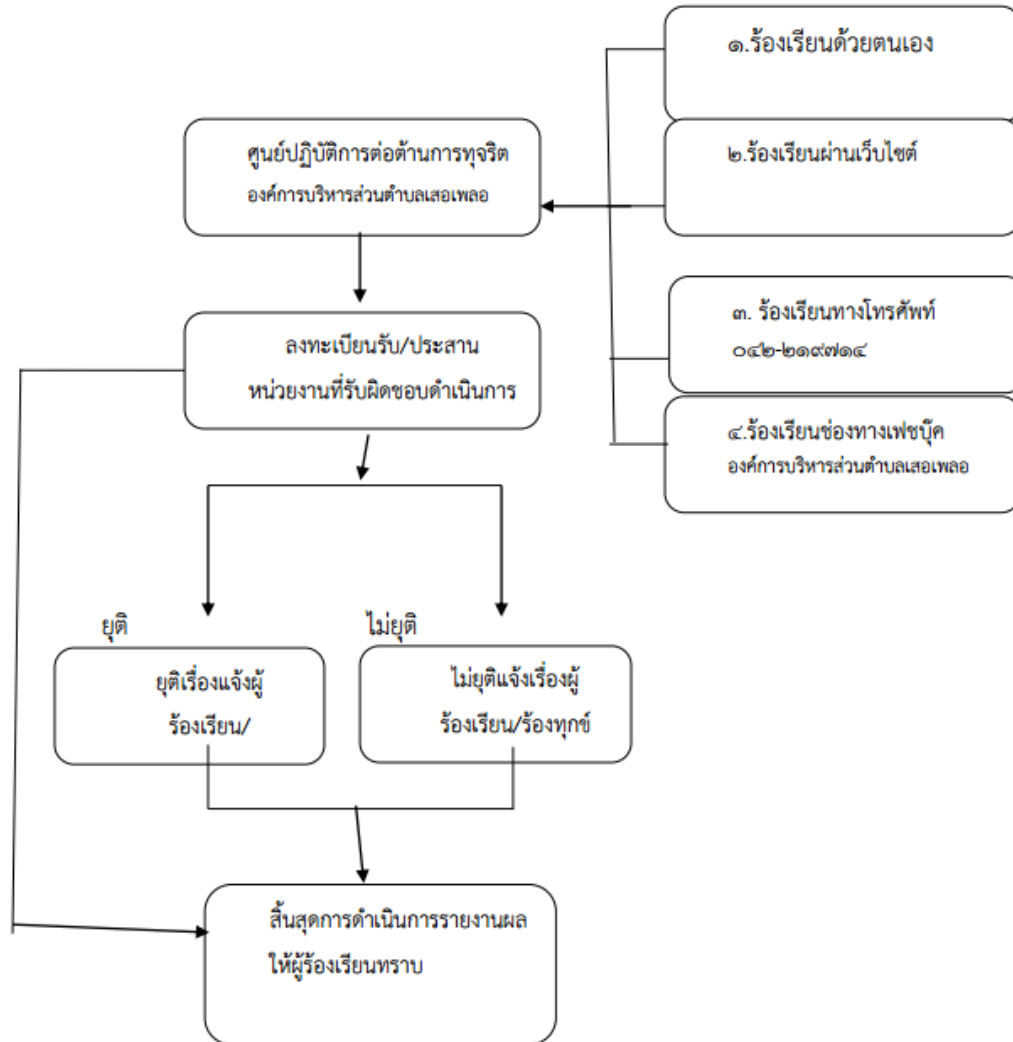 ๑.ร้องเรียนด้วยตนเอง
ศูนย์ปฏิบัติการต่อต้านการทุจริต
องค์การบริหารส่วนตำบลเสอเพลอ
๒.ร้องเรียนผ่านเว็บไซต์
๓. ร้องเรียนทางโทรศัพท์
๐๔๒-๒๑๙๗๑๔
๔.ร้องเรียนช่องทางเฟซบุ๊ค
องค์การบริหารส่วนตำบลเสอเพลอ
ลงทะเบียนรับ/ประสาน
หน่วยงานที่รับผิดชอบดำเนินการ
ยุติ
ยุติเรื่องแจ้งผู้
ร้องเรียน/
ไม่ยุติ
ไม่ยุติแจ้งเรื่องผู้
ร้องเรียน/ร้องทุกข์
สิ้นสุดการดำเนินการรายงานผล
ให้ผู้ร้องเรียนทราบ